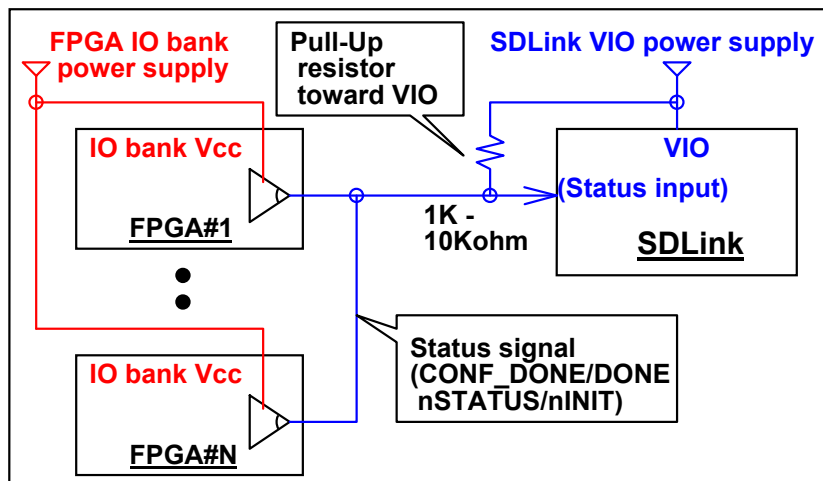 FPGA IO bank
power supply
Pull-Up
resistor
toward VIO
SDLink VIO power supply
IO bank Vcc
FPGA#1
VIO
(Status input)
SDLink
1K -
10Kohm
Status signal
(CONF_DONE/DONE
nSTATUS/nINIT)
IO bank Vcc
FPGA#N